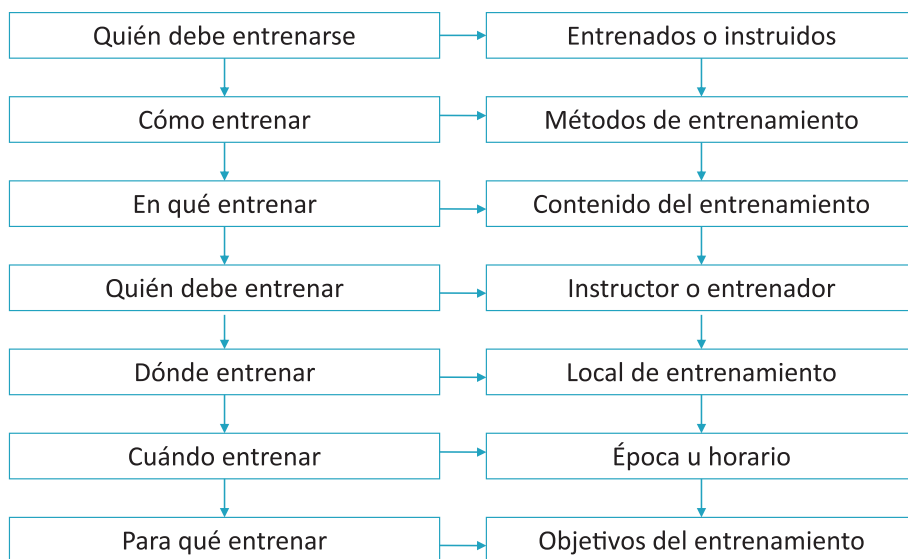 Quién debe entrenarse
Entrenados o instruidos
Cómo entrenar
Métodos de entrenamiento
En qué entrenar
Contenido del entrenamiento
Quién debe entrenar
Instructor o entrenador
Dónde entrenar
Local de entrenamiento
Cuándo entrenar
Época u horario
Para qué entrenar
Objetivos del entrenamiento